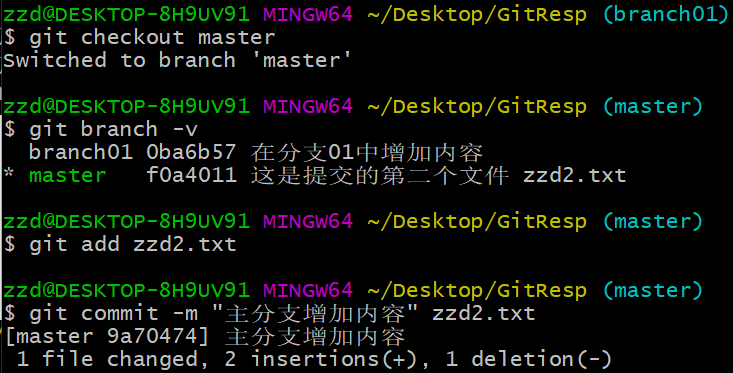 zzd@DESKTOP-8H9UV91 MINGW64 ~/Desktop/GitResp (branch01)
$ git checkout master
Switched to branch 'master'
zzd@DESKTOP-8H9UV91 MINGW64 ~/Desktop/GitResp (master)
$ git branch -v
  branch01 0ba6b57 在分支01中增加内容
* master   f0a4011 这是提交的第二个文件 zzd2.txt
zzd@DESKTOP-8H9UV91 MINGW64 ~/Desktop/GitResp (master)
$ git add zzd2.txt
zzd@DESKTOP-8H9UV91 MINGW64 ~/Desktop/GitResp (master)
$ git commit -m "主分支增加内容" zzd2.txt
[master 9a70474] 主分支增加内容
 1 file changed, 2 insertions(+), 1 deletion(-)